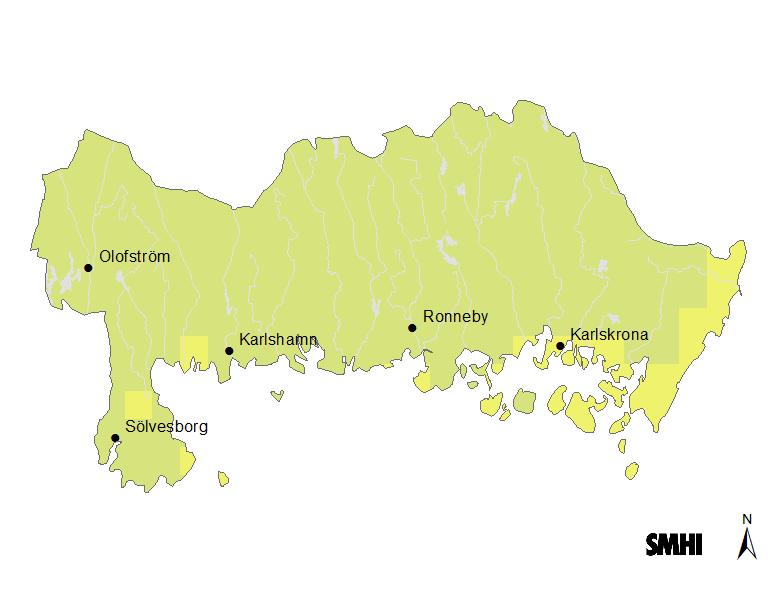 Olofström
Ronneby
Karlskrona
Karlshamn
Sölvesborg
N
SMHI